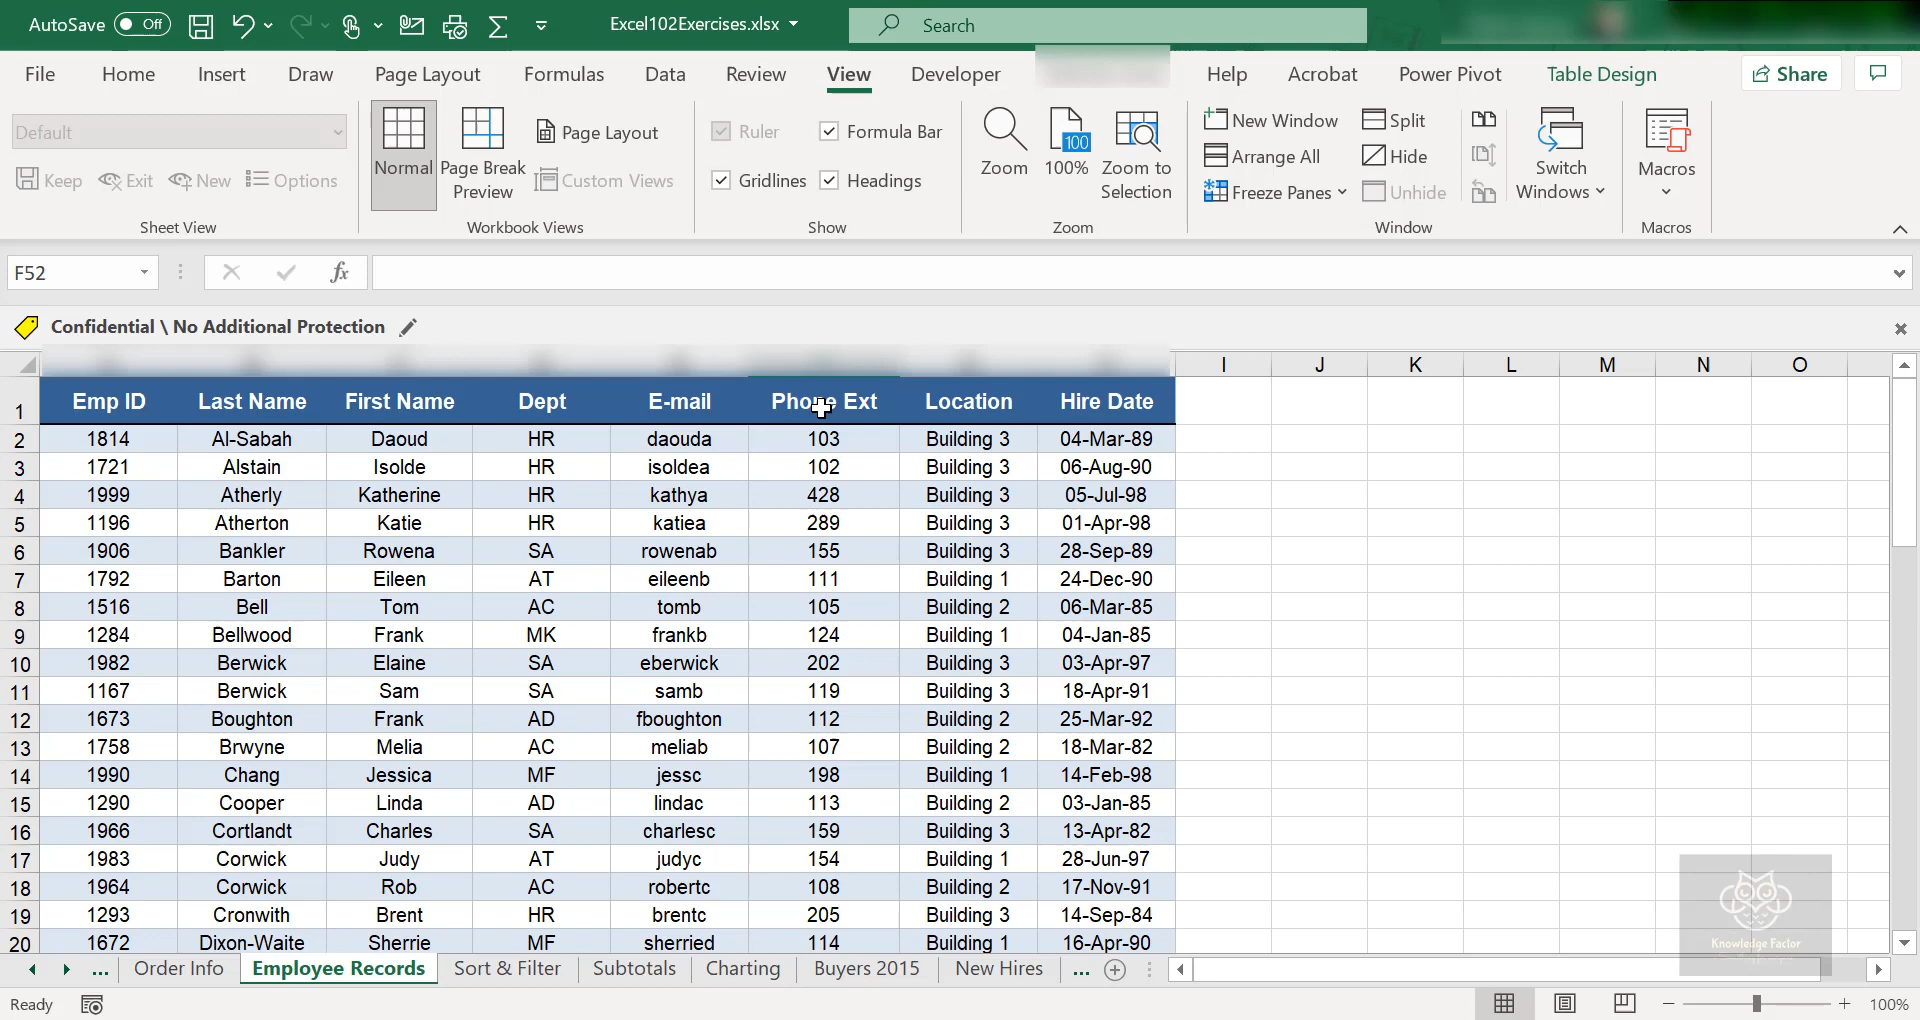 AutoSave Off Excel102Exercises.xlsx Search
File Home Insert Draw Page Layout Formulas Data Review View Developer Help Acrobat Power Pivot Table Design Share
Default
Keep Exit New Options
Sheet View
Normal
Page Break Preview
Page Layout
Custom Views
Workbook Views
Ruler Formula Bar
Gridlines Headings
Show
Zoom
100
100%
Zoom to Selection
Zoom
New Window Split
Arrange All Hide
Freeze Panes Unhide
Switch Windows
Window
Macros
Macros
F52 fx
Confidential \ No Additional Protection
I J K L M N O
1 Emp ID Last Name First Name Dept E-mail Phone Ext Location Hire Date
2 1814 Al-Sabah Daoud HR daouda 103 Building 3 04-Mar-89
3 1721 Alstain Isolde HR isoldea 102 Building 3 06-Aug-90
4 1999 Atherly Katherine HR kathya 428 Building 3 05-Jul-98
5 1196 Atherton Katie HR katiea 289 Building 3 01-Apr-98
6 1906 Bankler Rowena SA rowenab 155 Building 3 28-Sep-89
7 1792 Barton Eileen AT eileenb 111 Building 1 24-Dec-90
8 1516 Bell Tom AC tomb 105 Building 2 06-Mar-85
9 1284 Bellwood Frank MK frankb 124 Building 1 04-Jan-85
10 1982 Berwick Elaine SA eberwick 202 Building 3 03-Apr-97
11 1167 Berwick Sam SA samb 119 Building 3 18-Apr-91
12 1673 Boughton Frank AD fboughton 112 Building 2 25-Mar-92
13 1758 Brwyne Melia AC meliab 107 Building 2 18-Mar-82
14 1990 Chang Jessica MF jessc 198 Building 1 14-Feb-98
15 1290 Cooper Linda AD lindac 113 Building 2 03-Jan-85
16 1966 Cortlandt Charles SA charlesc 159 Building 3 13-Apr-82
17 1983 Corwick Judy AT judyc 154 Building 1 28-Jun-97
18 1964 Corwick Rob AC robertc 108 Building 2 17-Nov-91
19 1293 Cronwith Brent HR brentc 205 Building 3 14-Sep-84
20 1672 Dixon-Waite Sherrie MF sherried 114 Building 1 16-Apr-90
Knowledge Factor
... Order Info Employee Records Sort & Filter Subtotals Charting Buyers 2015 New Hires ...
Ready 100%